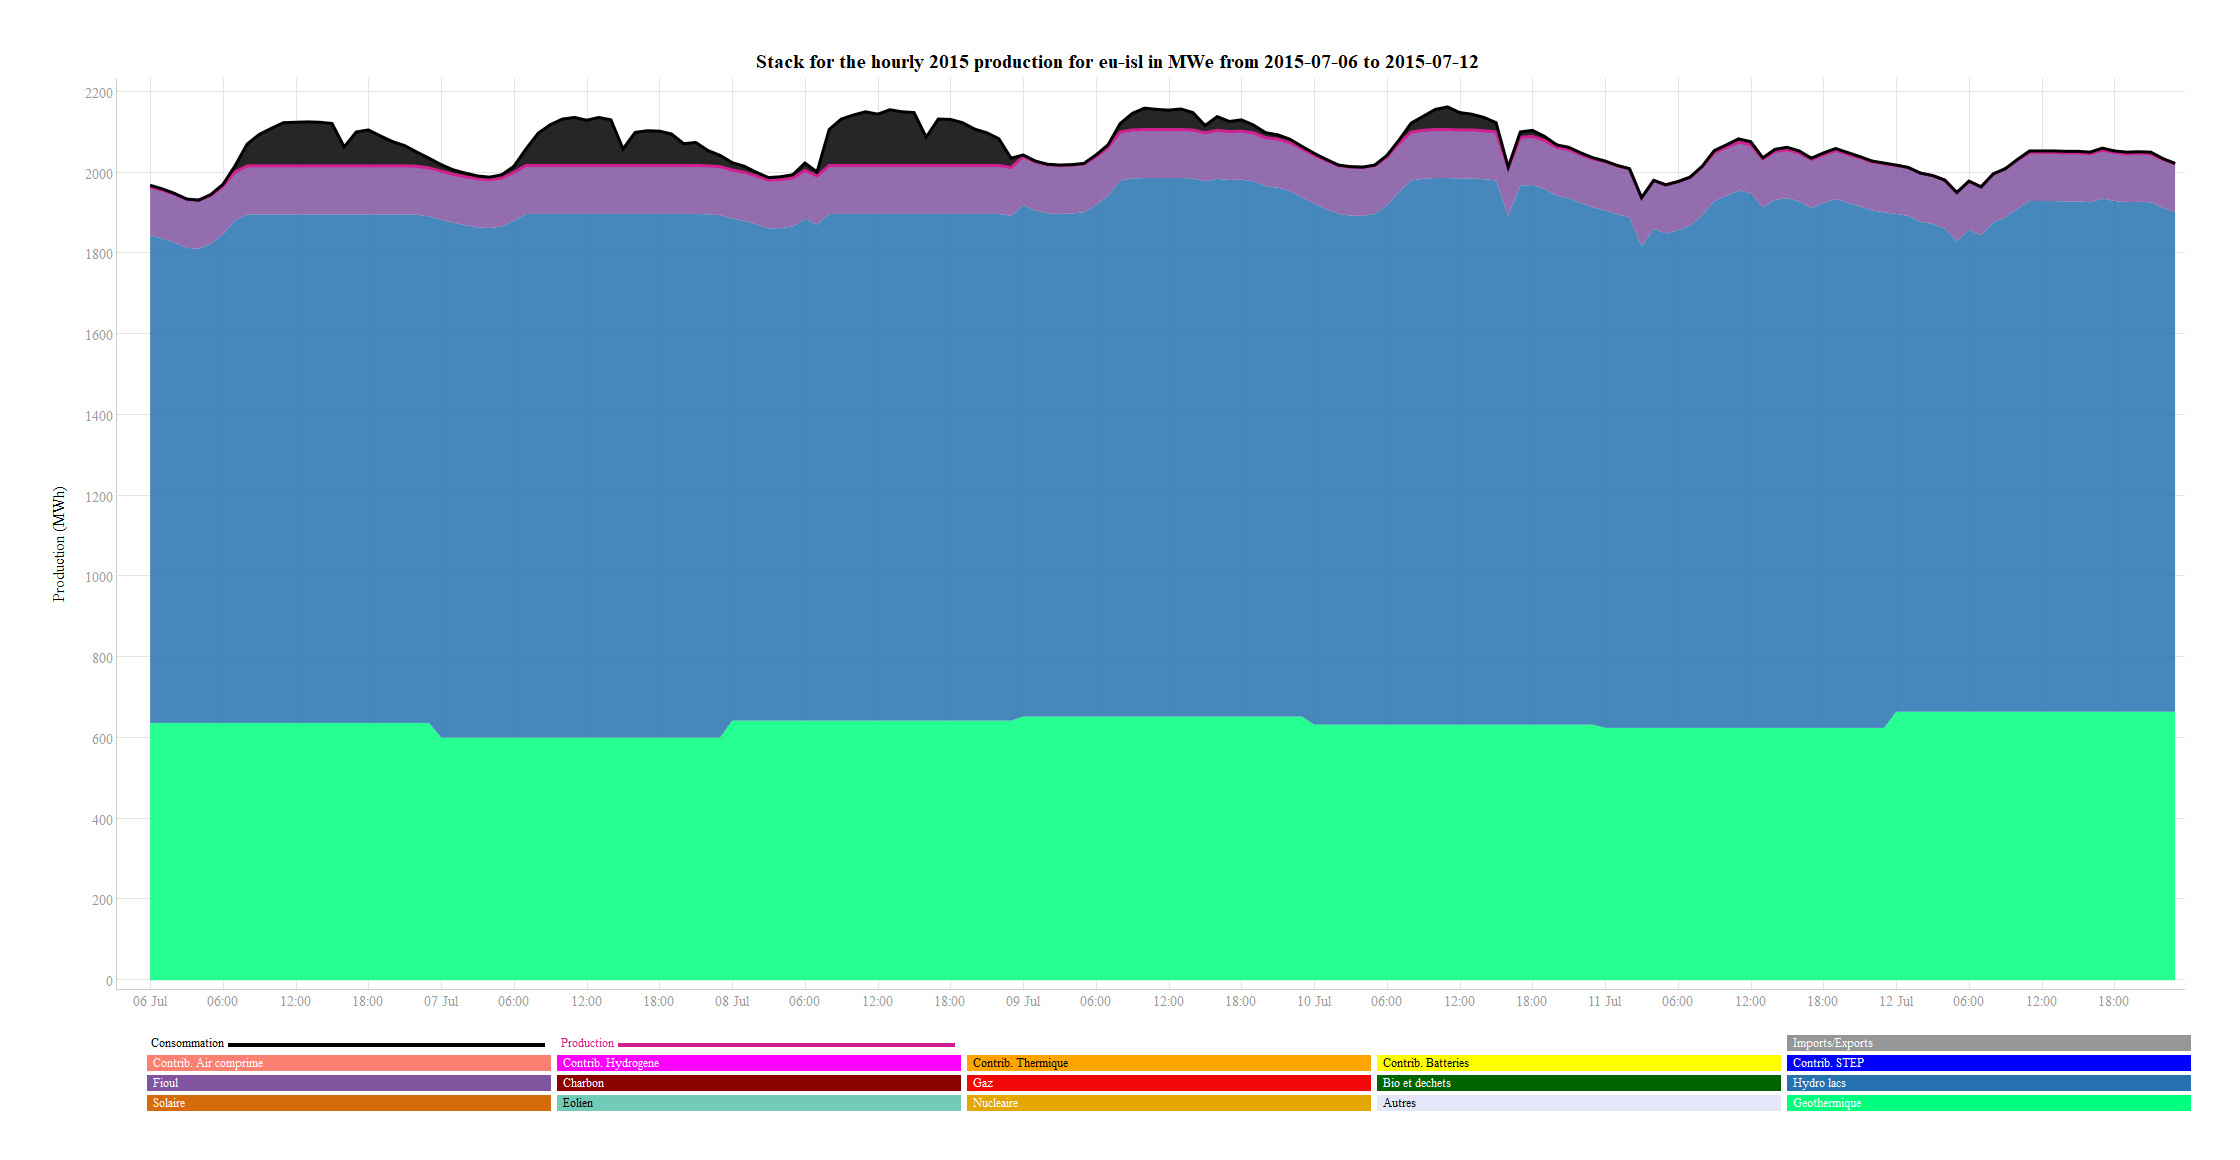 Stack for the hourly 2015 production for eu-isl in MWe from 2015-07-06 to 2015-07-12
2200
2000
1800
1600
1400
1200
1000
800
600
400
200
0
Production (MWh)
06 Jul 06:00 12:00 18:00 07 Jul 06:00 12:00 18:00 08 Jul 06:00 12:00 18:00 09 Jul 06:00 12:00 18:00 10 Jul 06:00 12:00 18:00 11 Jul 06:00 12:00 18:00 12 Jul 06:00 12:00 18:00
Consommation Production Imports/Exports
Contrib. Air comprime Contrib. Hydrogene Contrib. Thermique Contrib. Batteries Contrib. STEP
Fioul Charbon Gaz Bio et dechets Hydro lacs
Solaire Eolien Nucleaire Autres Geothermique